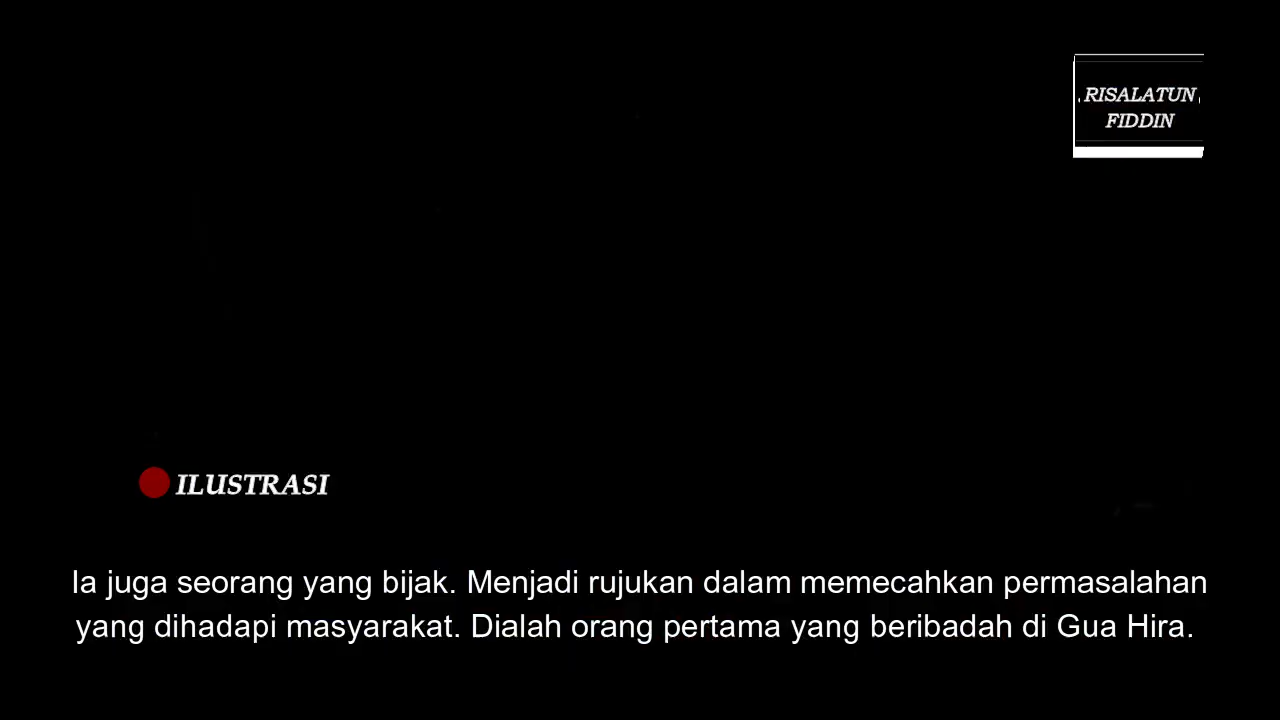 RISALATUN
FIDDIN
ILUSTRASI
Ia juga seorang yang bijak. Menjadi rujukan dalam memecahkan permasalahan
yang dihadapi masyarakat. Dialah orang pertama yang beribadah di Gua Hira.